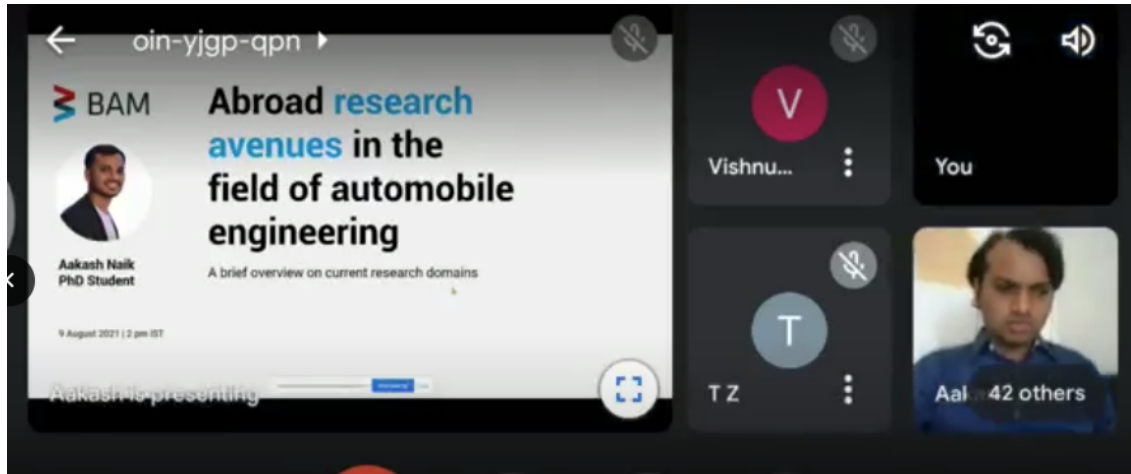 oin-yjgp-qpn
BAM
Abroad research
avenues in the
field of automobile
engineering
A brief overview on current research domains
Aakash Naik
PhD Student
9 August 2021 | 2 pm IST
Aakash is presenting
V
Vishnu...
You
T
T Z
Aa
42 others